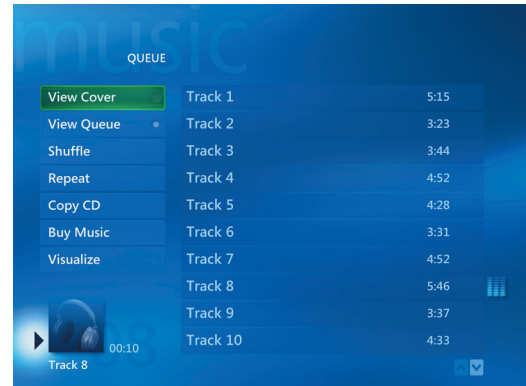 music
QUEUE
View Cover
View Queue
Shuffle
Repeat
Copy CD
Buy Music
Visualize
Track 1 5:15
Track 2 3:23
Track 3 3:44
Track 4 4:52
Track 5 4:28
Track 6 3:31
Track 7 4:52
Track 8 5:46
Track 9 3:37
Track 10 4:33
00:10
Track 8